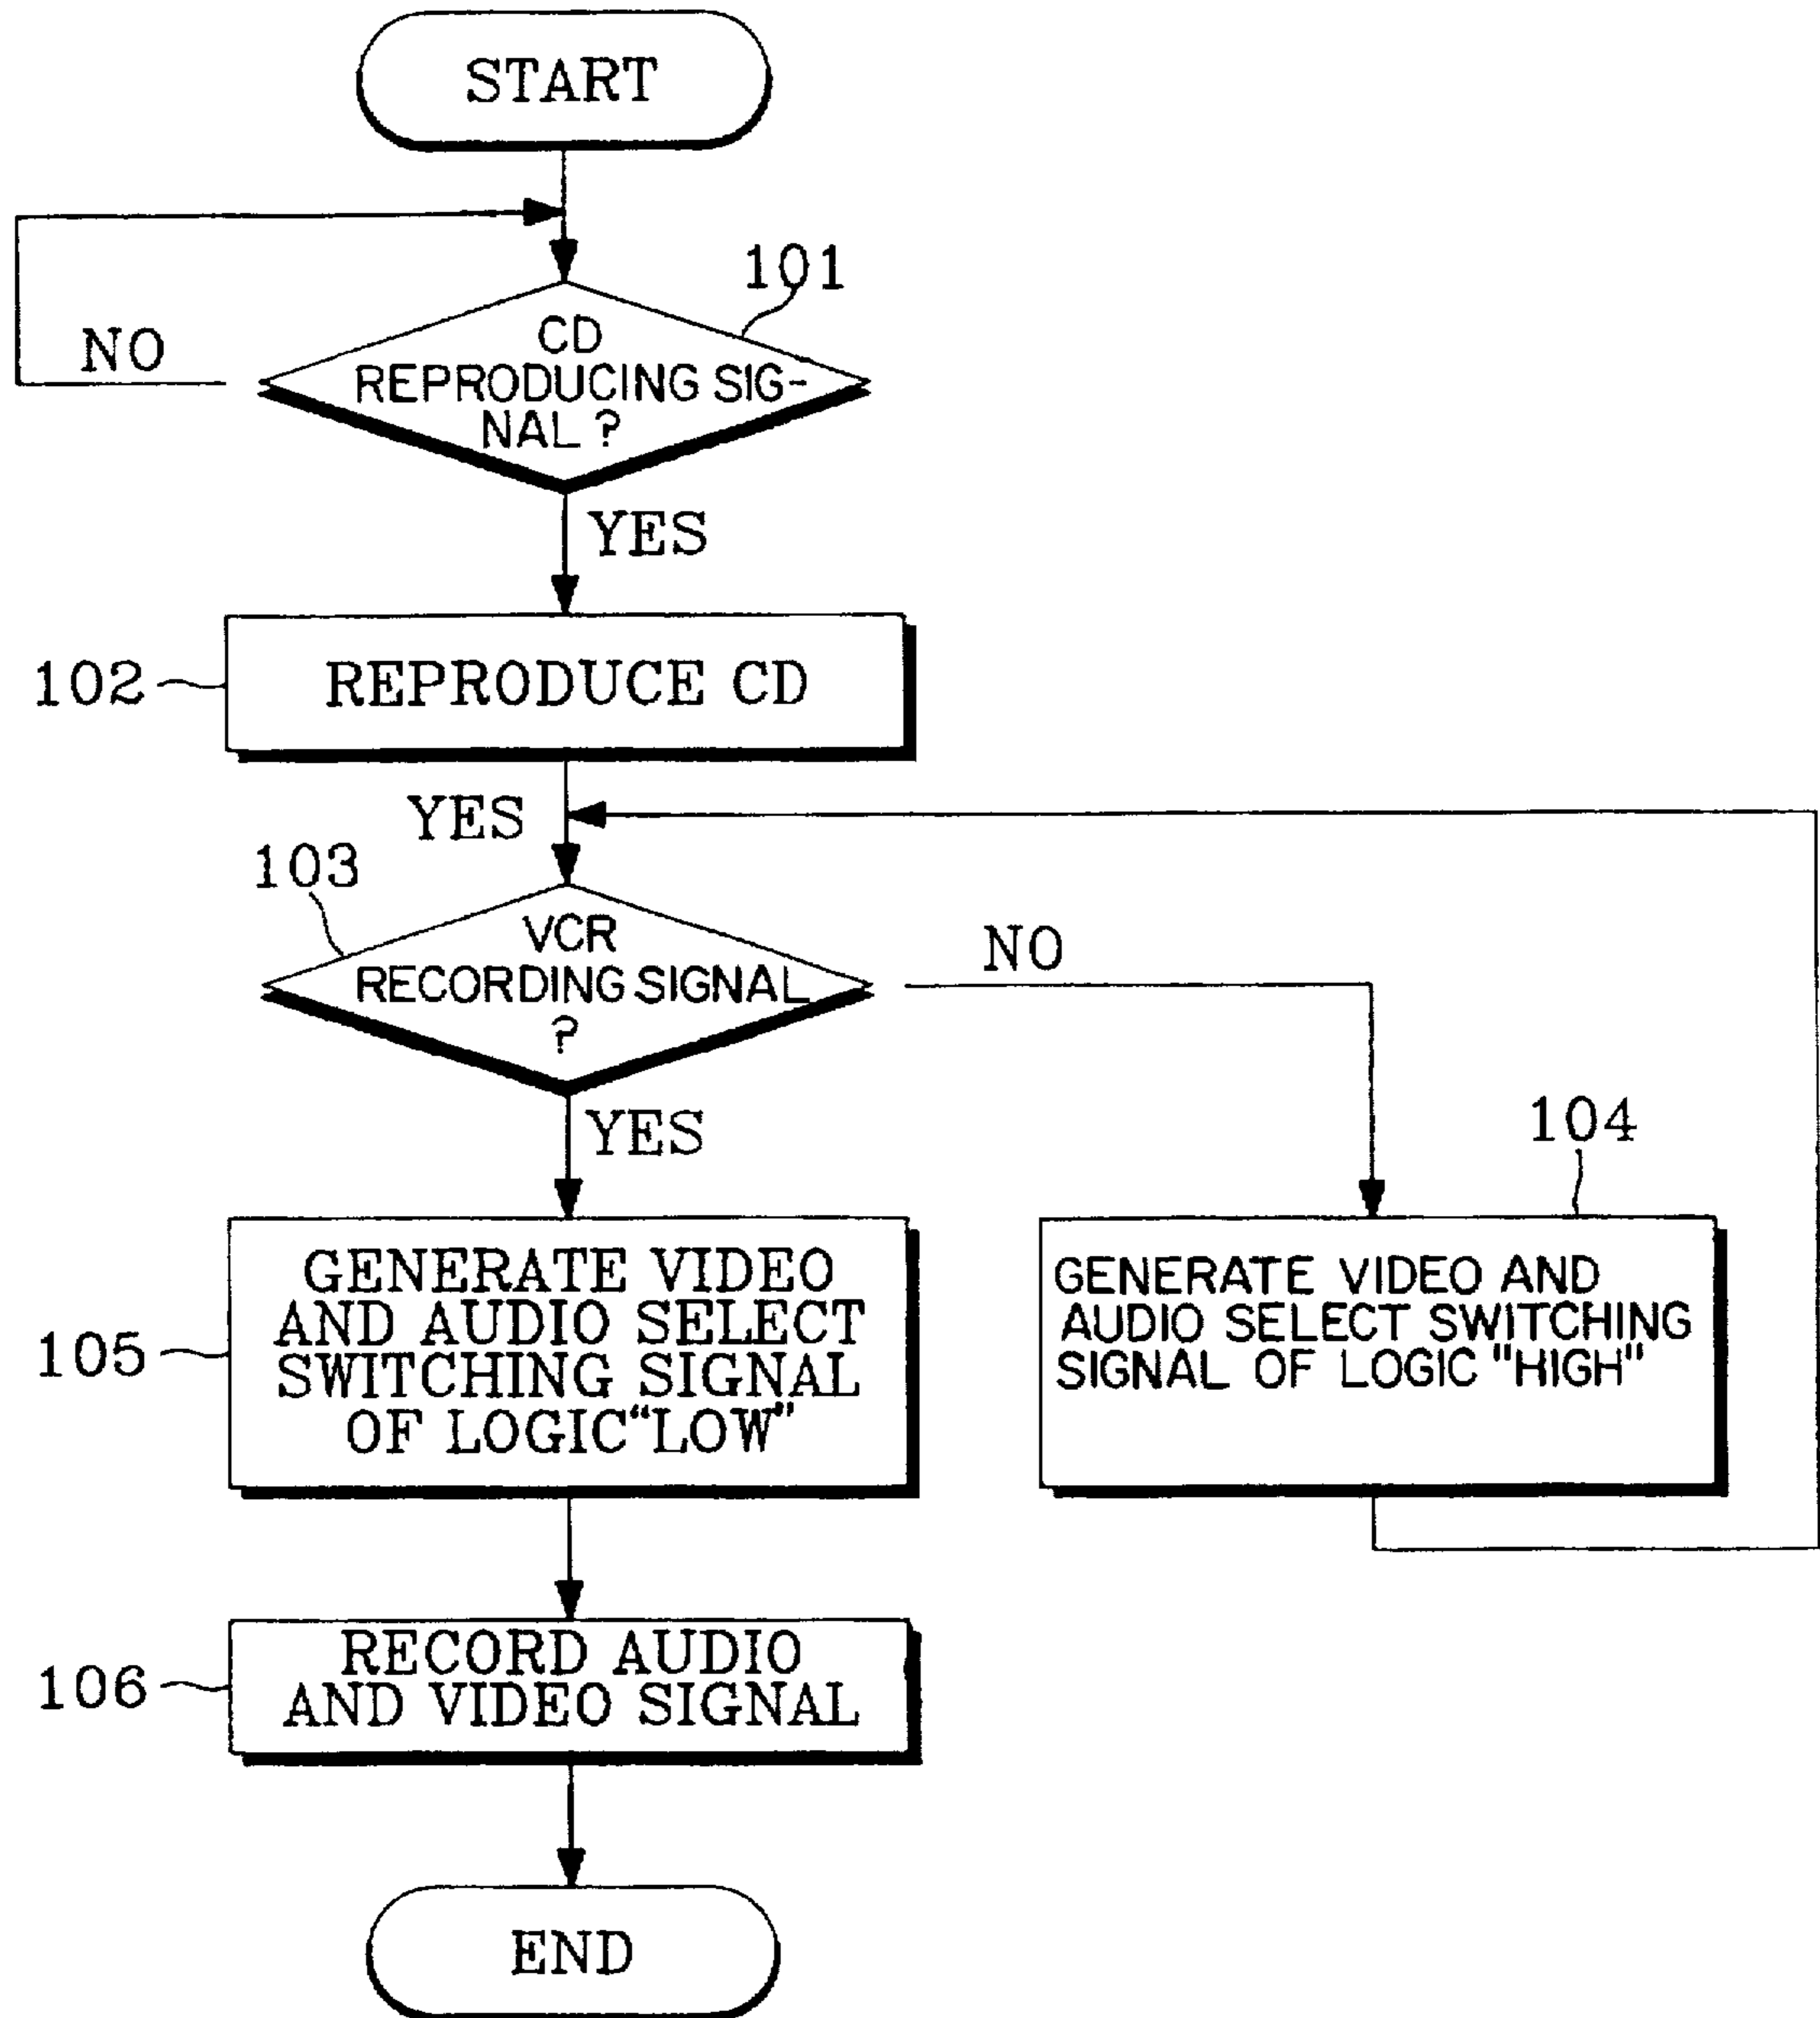 START
101
NO
CD
REPRODUCING SIG-
NAL ?
YES
102
REPRODUCE CD
YES
103
VCR
RECORDING SIGNAL
?
NO
YES
104
105
GENERATE VIDEO
AND AUDIO SELECT
SWITCHING SIGNAL
OF LOGIC “LOW”
GENERATE VIDEO AND
AUDIO SELECT SWITCHING
SIGNAL OF LOGIC "HIGH"
106
RECORD AUDIO
AND VIDEO SIGNAL
END